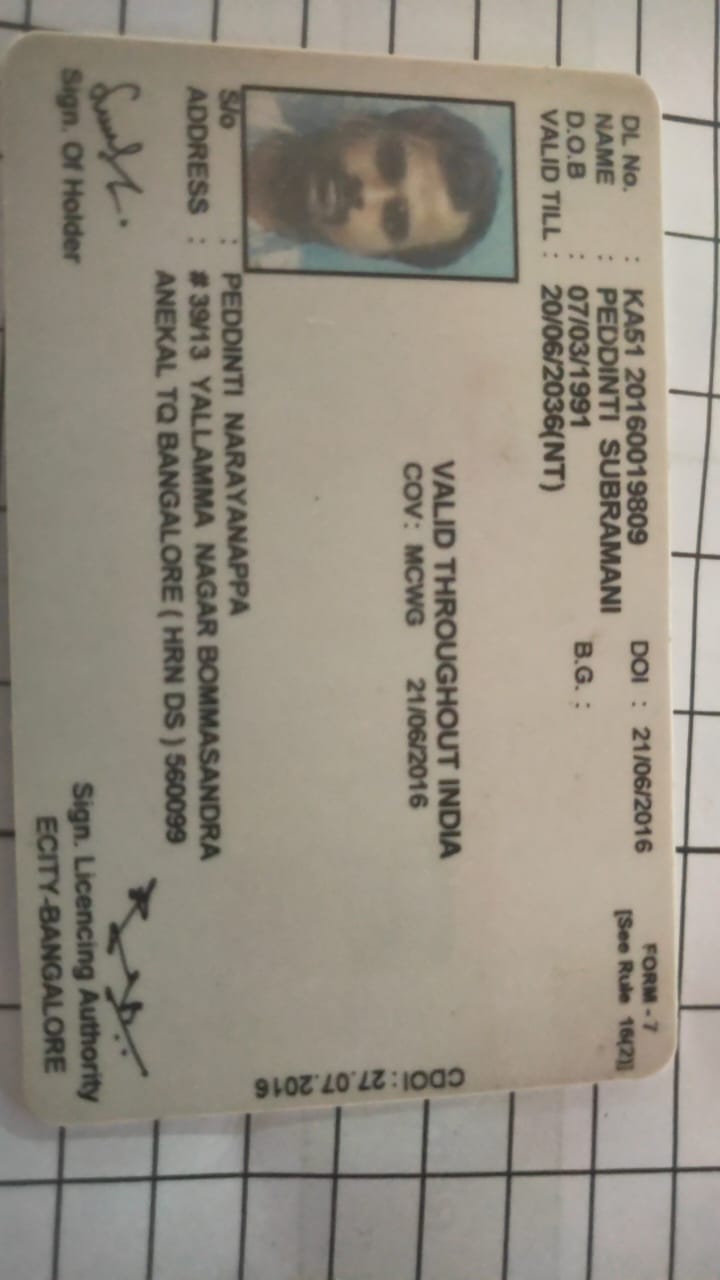 FORM - 7
[See Rule 16(2)]
DL No. : KA51 20160019809 DOI : 21/06/2016
NAME : PEDDINTI SUBRAMANI
D.O.B : 07/03/1991 B.G. :
VALID TILL : 20/06/2036(NT)
VALID THROUGHOUT INDIA
COV: MCWG 21/06/2016
CDOI: 27.07.2016
S/o : PEDDINTI NARAYANAPPA
ADDRESS : # 39/13 YALLAMMA NAGAR BOMMASANDRA
ANEKAL TQ BANGALORE ( HRN DS ) 560099
Sign. Of Holder
Sign. Licencing Authority
ECITY-BANGALORE